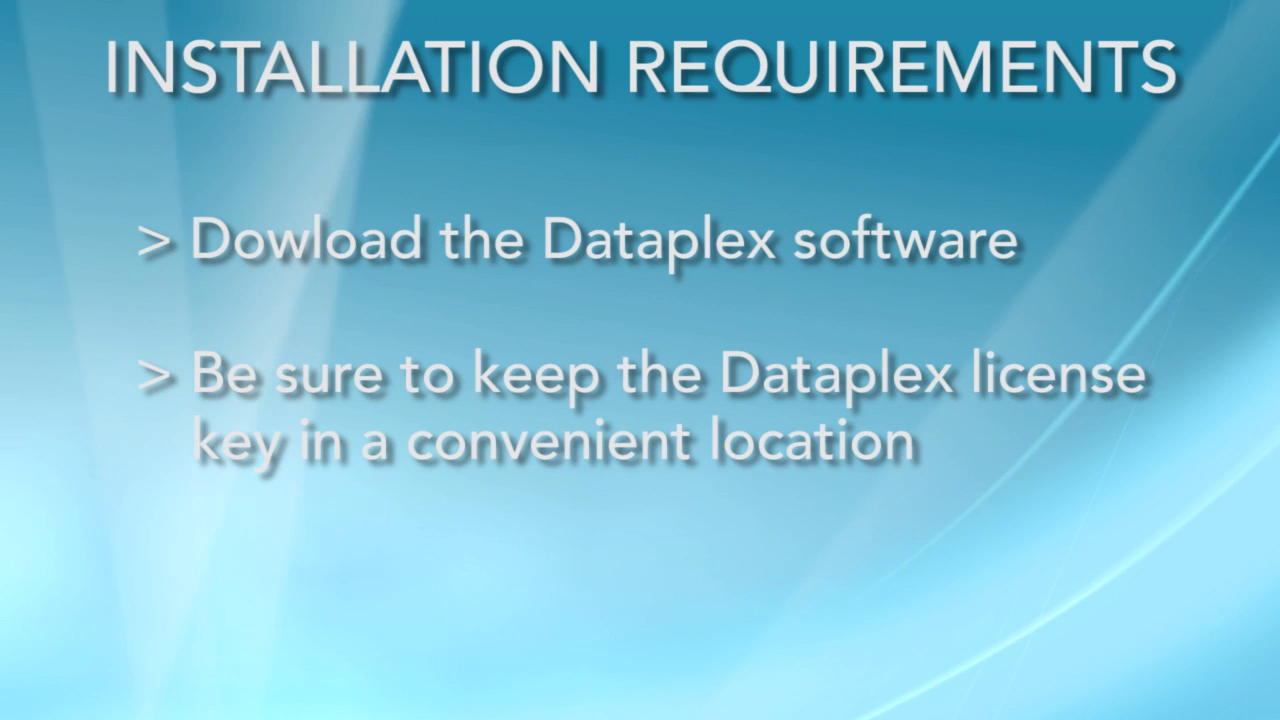 INSTALLATION REQUIREMENTS
> Dowload the Dataplex software
> Be sure to keep the Dataplex license
key in a convenient location